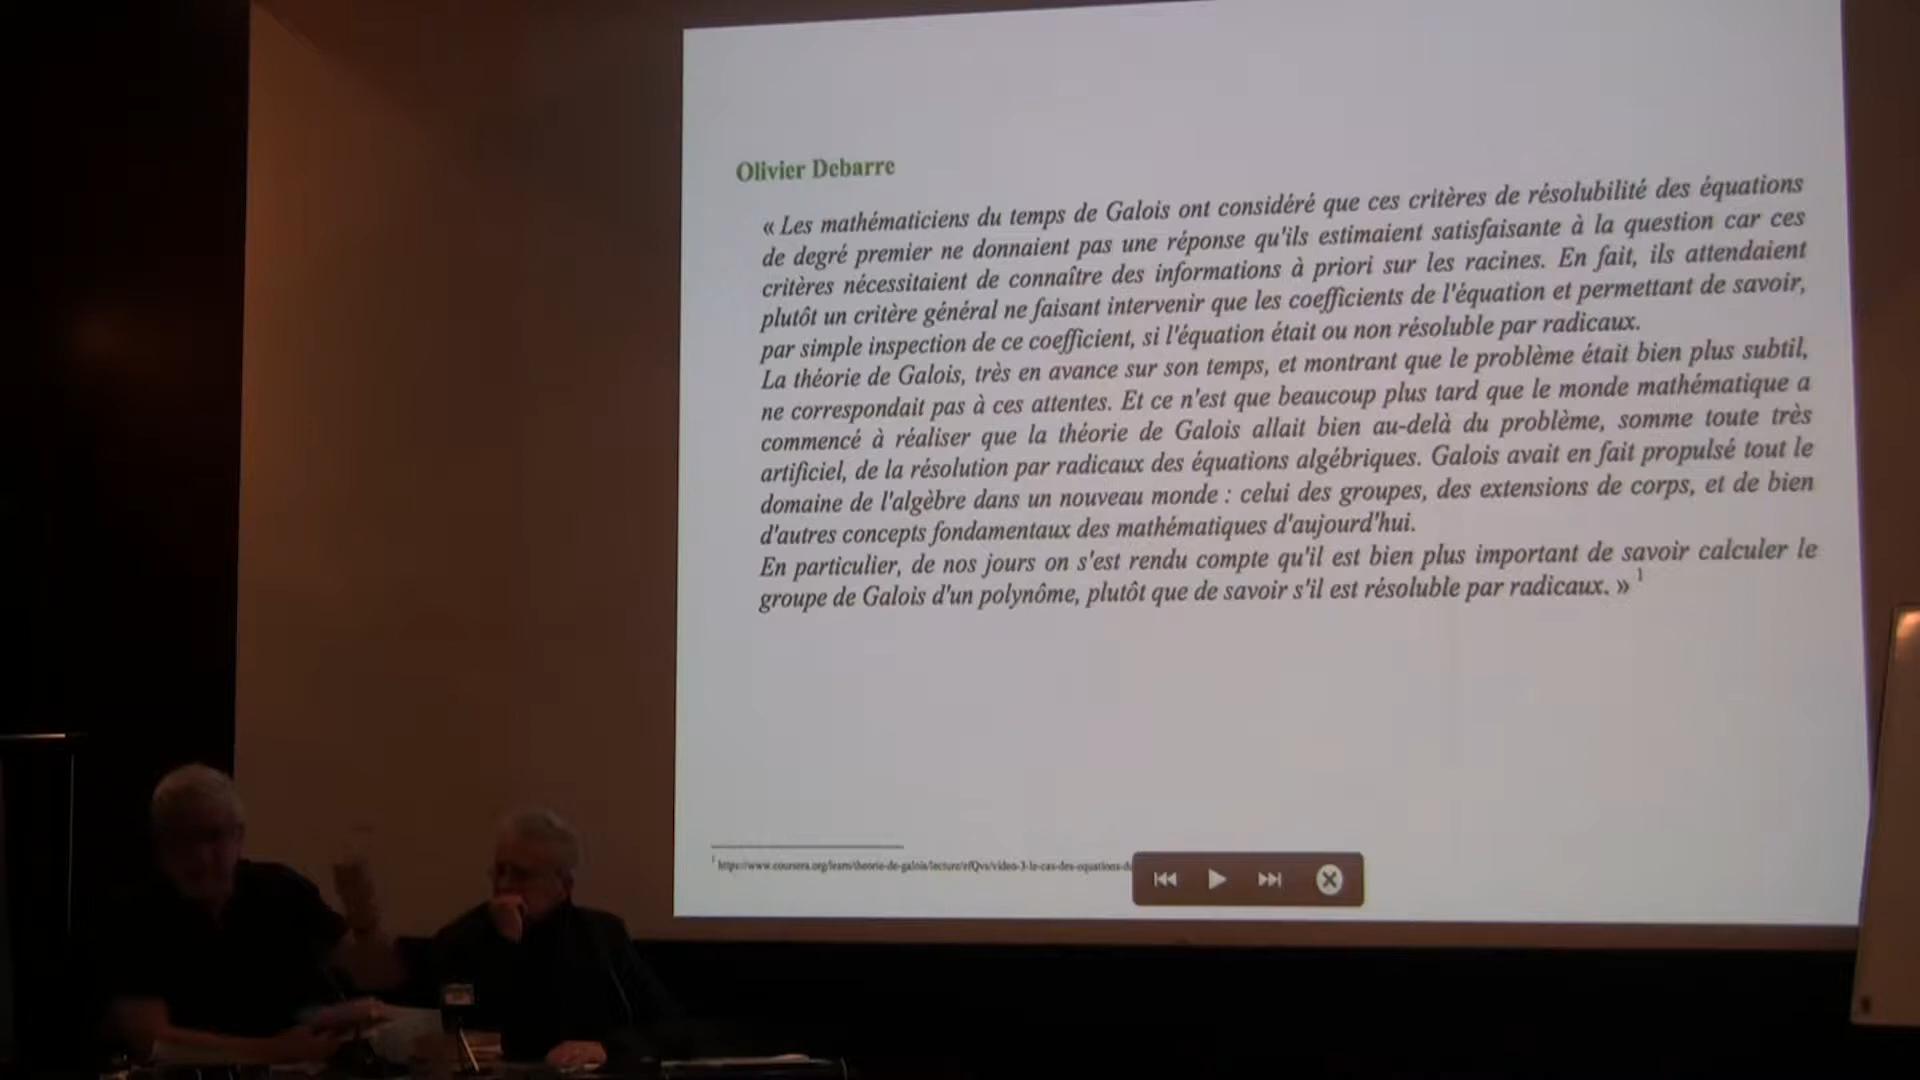 Olivier Debarre
« Les mathématiciens du temps de Galois ont considéré que ces critères de résolubilité des équations
de degré premier ne donnaient pas une réponse qu'ils estimaient satisfaisante à la question car ces
critères nécessitaient de connaître des informations à priori sur les racines. En fait, ils attendaient
plutôt un critère général ne faisant intervenir que les coefficients de l'équation et permettant de savoir,
par simple inspection de ce coefficient, si l'équation était ou non résoluble par radicaux.
La théorie de Galois, très en avance sur son temps, et montrant que le problème était bien plus subtil,
ne correspondait pas à ces attentes. Et ce n'est que beaucoup plus tard que le monde mathématique a
commencé à réaliser que la théorie de Galois allait bien au-delà du problème, somme toute très
artificiel, de la résolution par radicaux des équations algébriques. Galois avait en fait propulsé tout le
domaine de l'algèbre dans un nouveau monde : celui des groupes, des extensions de corps, et de bien
d'autres concepts fondamentaux des mathématiques d'aujourd'hui.
En particulier, de nos jours on s'est rendu compte qu'il est bien plus important de savoir calculer le
groupe de Galois d'un polynôme, plutôt que de savoir s'il est résoluble par radicaux. » 1